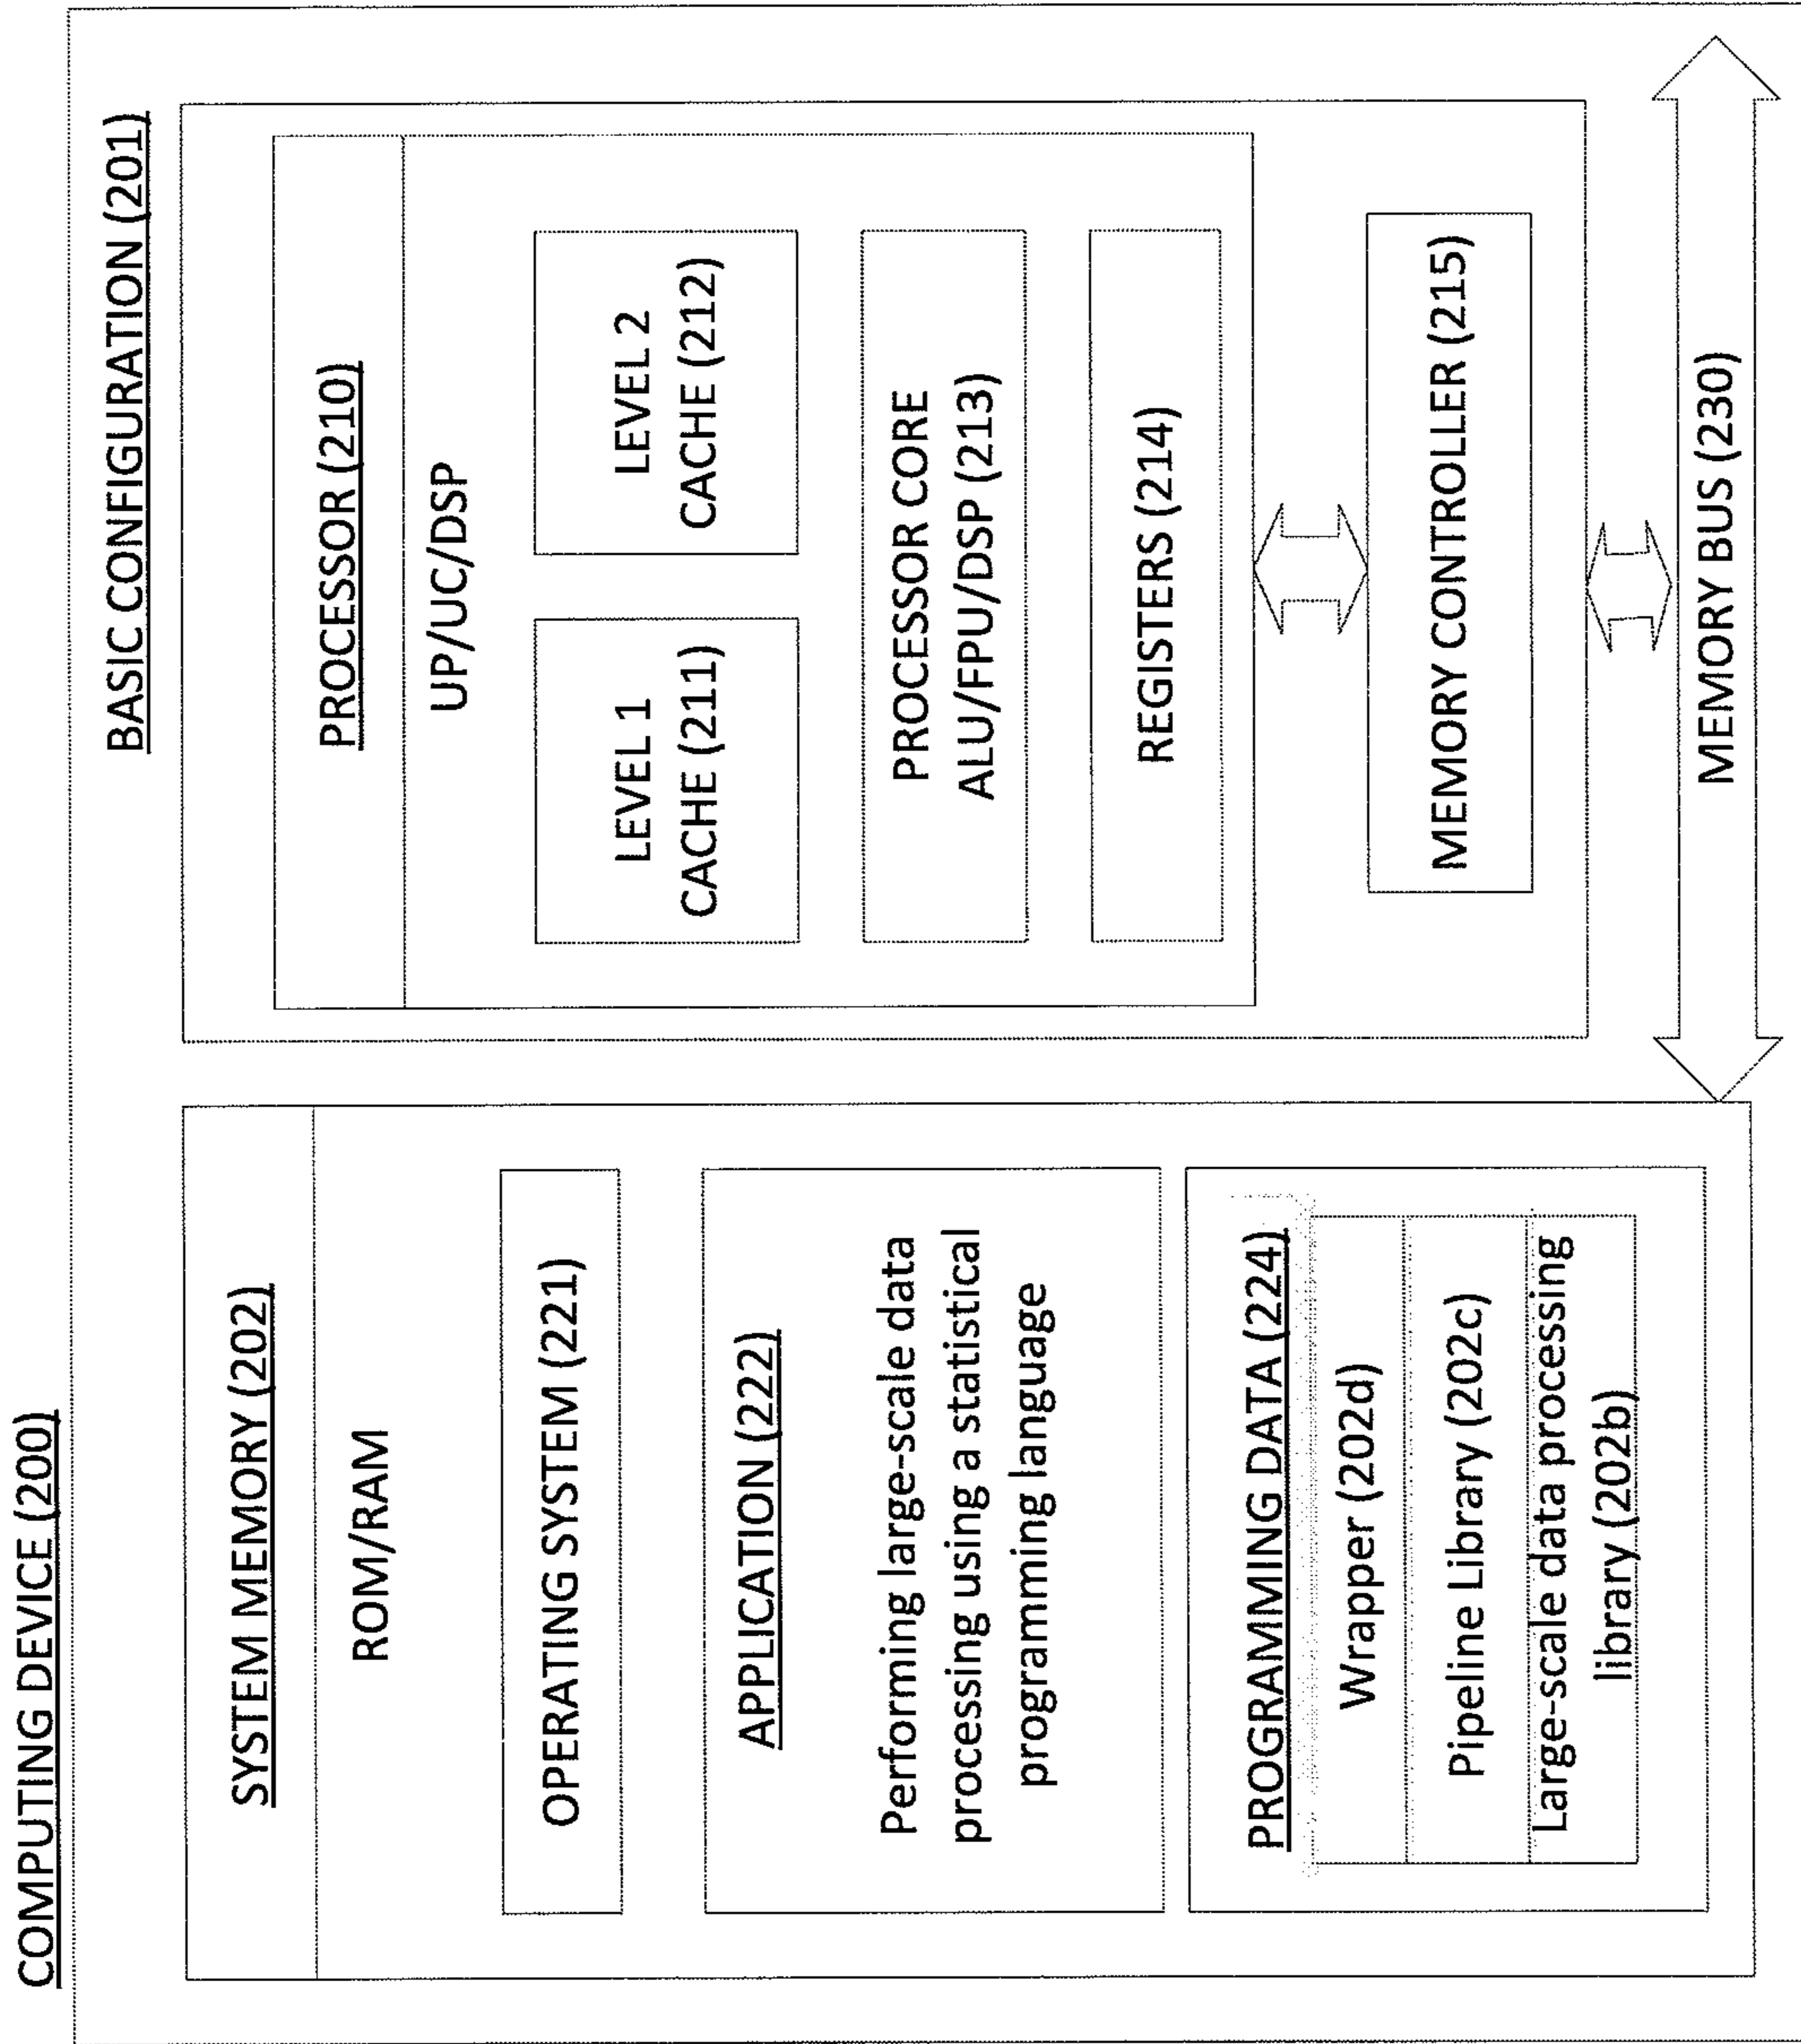 COMPUTING DEVICE (200)
SYSTEM MEMORY (202)
ROM/RAM
OPERATING SYSTEM (221)
APPLICATION (222)
Performing large-scale data
processing using a statistical
programming language
PROGRAMMING DATA (224)
Wrapper (202d)
Pipeline Library (202c)
Large-scale data processing
library (202b)
BASIC CONFIGURATION (201)
PROCESSOR (210)
UP/UC/DSP
LEVEL 1
CACHE (211)
LEVEL 2
CACHE (212)
PROCESSOR CORE
ALU/FPU/DSP (213)
REGISTERS (214)
MEMORY CONTROLLER (215)
MEMORY BUS (230)